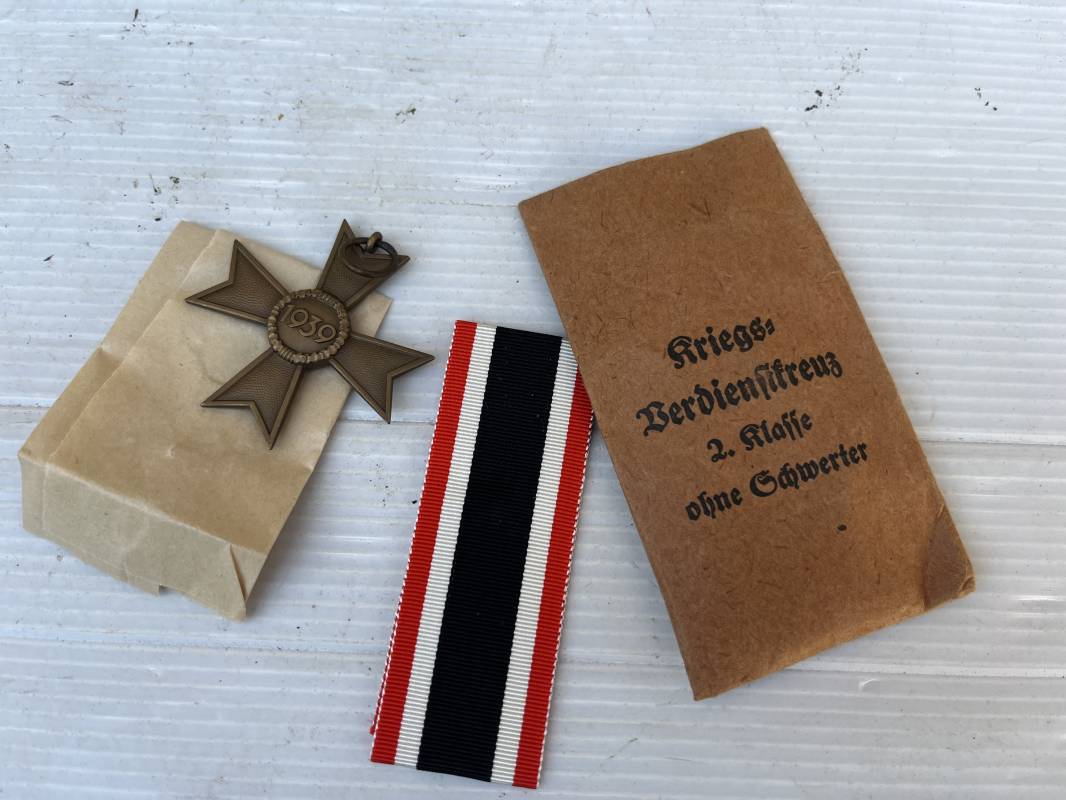 1939
Kriegs=
Verdienstkreuz
2. Klasse
ohne Schwerter